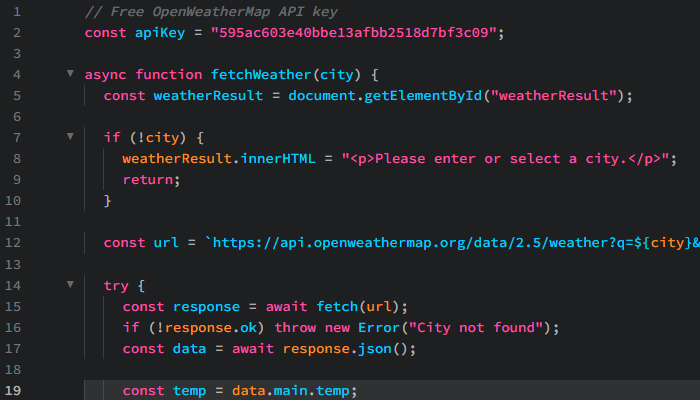 1 // Free OpenWeatherMap API key
2 const apiKey = "595ac603e40bbe13afbb2518d7bf3c09";
3
4 async function fetchWeather(city) {
5 const weatherResult = document.getElementById("weatherResult");
6
7 if (!city) {
8 weatherResult.innerHTML = "<p>Please enter or select a city.</p>";
9 return;
10 }
11
12 const url = `https://api.openweathermap.org/data/2.5/weather?q=${city}&
13
14 try {
15 const response = await fetch(url);
16 if (!response.ok) throw new Error("City not found");
17 const data = await response.json();
18
19 const temp = data.main.temp;